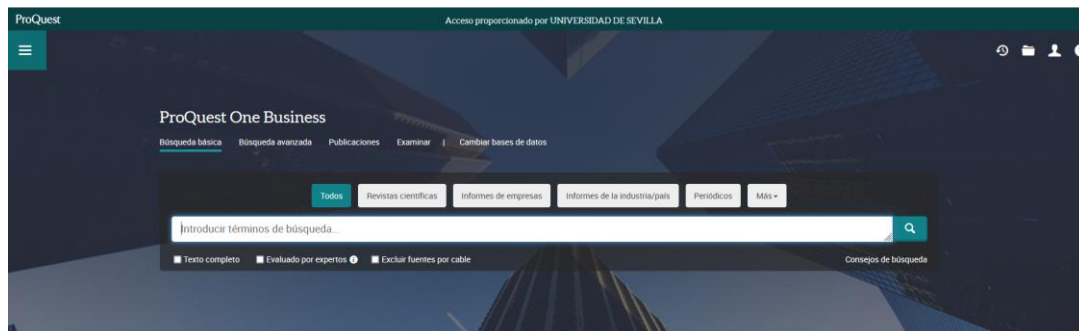 ProQuest
Acceso proporcionado por UNIVERSIDAD DE SEVILLA
ProQuest One Business
Búsqueda básica Búsqueda avanzada Publicaciones Examinar | Cambiar bases de datos
Todos Revistas científicas Informes de empresas Informes de la industria/país Periódicos Más
Introducir términos de búsqueda...
Texto completo Evaluado por expertos Excluir fuentes por cable Consejos de búsqueda